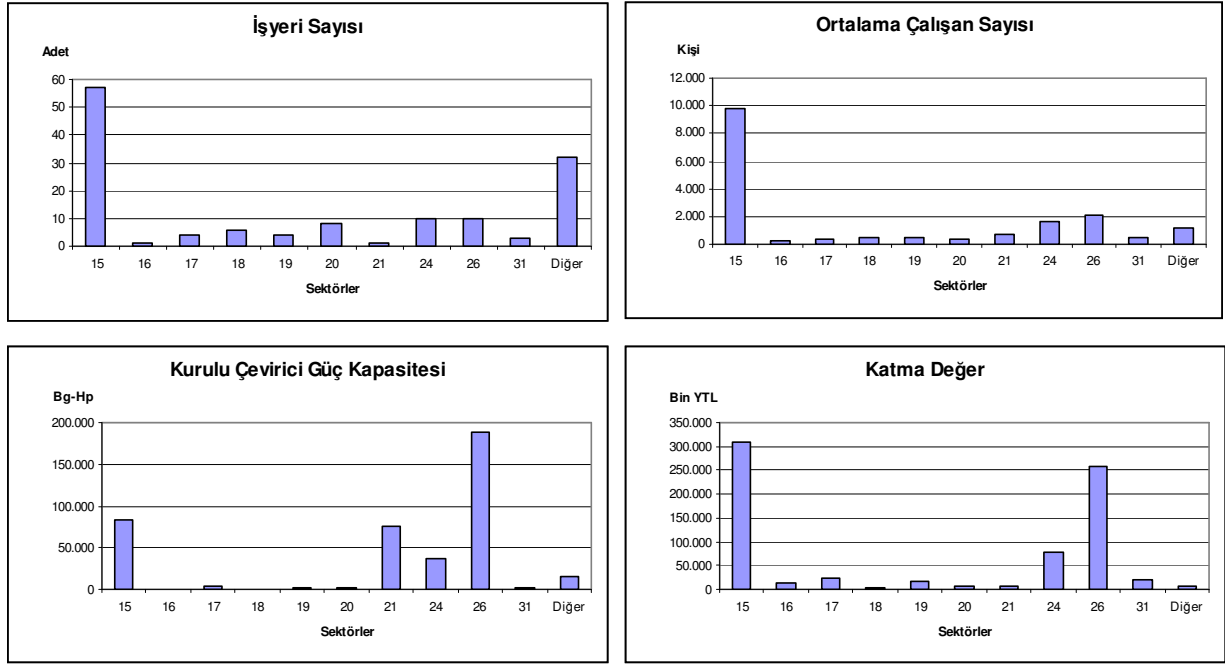 İşyeri Sayısı
Adet
60
50
40
30
20
10
0
15 16 17 18 19 20 21 24 26 31 Diğer
Sektörler
Ortalama Çalışan Sayısı
Kişi
12.000
10.000
8.000
6.000
4.000
2.000
0
15 16 17 18 19 20 21 24 26 31 Diğer
Sektörler
Kurulu Çevirici Güç Kapasitesi
Bg-Hp
200.000
150.000
100.000
50.000
0
15 16 17 18 19 20 21 24 26 31 Diğer
Sektörler
Katma Değer
Bin YTL
350.000
300.000
250.000
200.000
150.000
100.000
50.000
0
15 16 17 18 19 20 21 24 26 31 Diğer
Sektörler